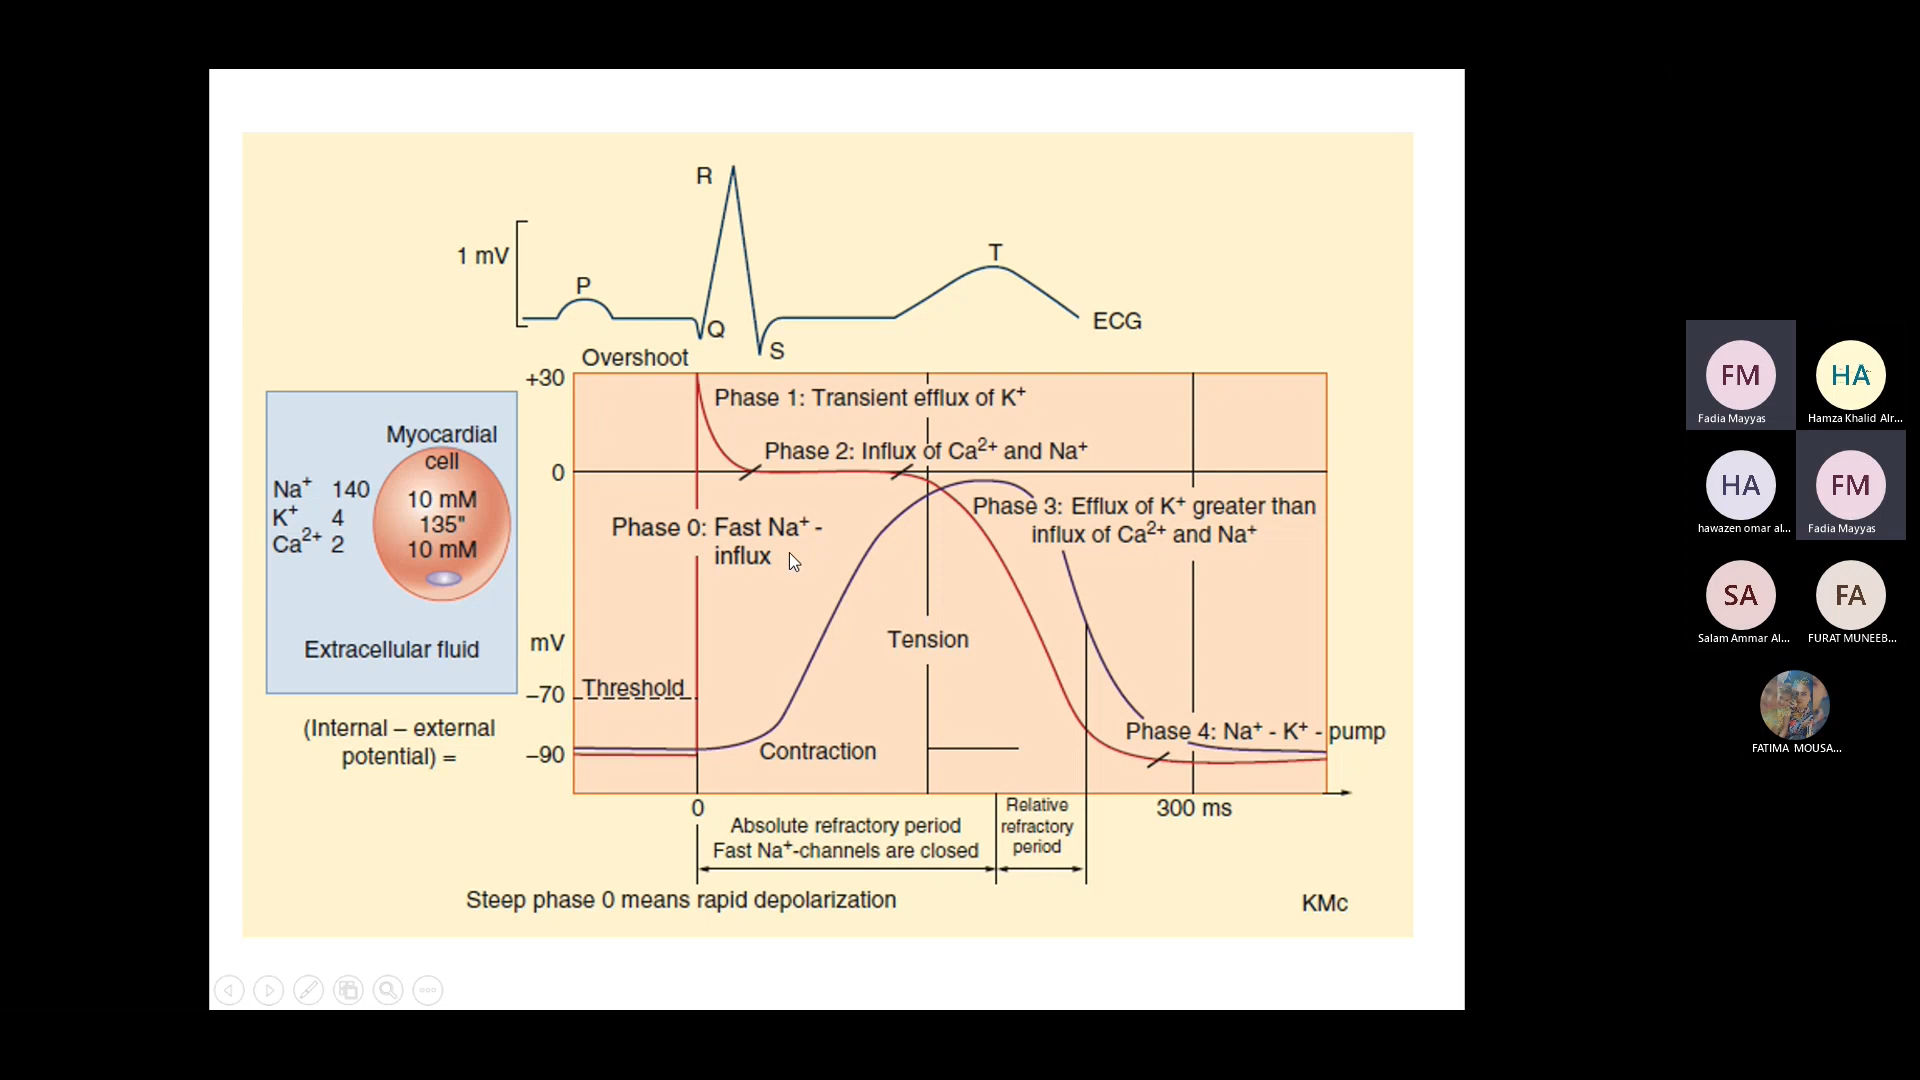 R
1 mV
T
P
Q
ECG
S
Overshoot
+30
Phase 1: Transient efflux of K+
Phase 2: Influx of Ca2+ and Na+
0
Myocardial
cell
Na+ 140
K+ 4
Ca2+ 2
10 mM
135"
10 mM
Phase 0: Fast Na+ -
influx
Phase 3: Efflux of K+ greater than
influx of Ca2+ and Na+
Extracellular fluid
mV
Tension
−70
Threshold
(Internal – external
potential) =
−90
Contraction
Phase 4: Na+ - K+ - pump
0
300 ms
Absolute refractory period
Fast Na+-channels are closed
Relative
refractory
period
Steep phase 0 means rapid depolarization
KMc
FM
Fadia Mayyas
HA
Hamza Khalid Alr...
HA
hawazen omar al...
FM
Fadia Mayyas
SA
Salam Ammar Al...
FA
FURAT MUNEEB...
FATIMA MOUSA...